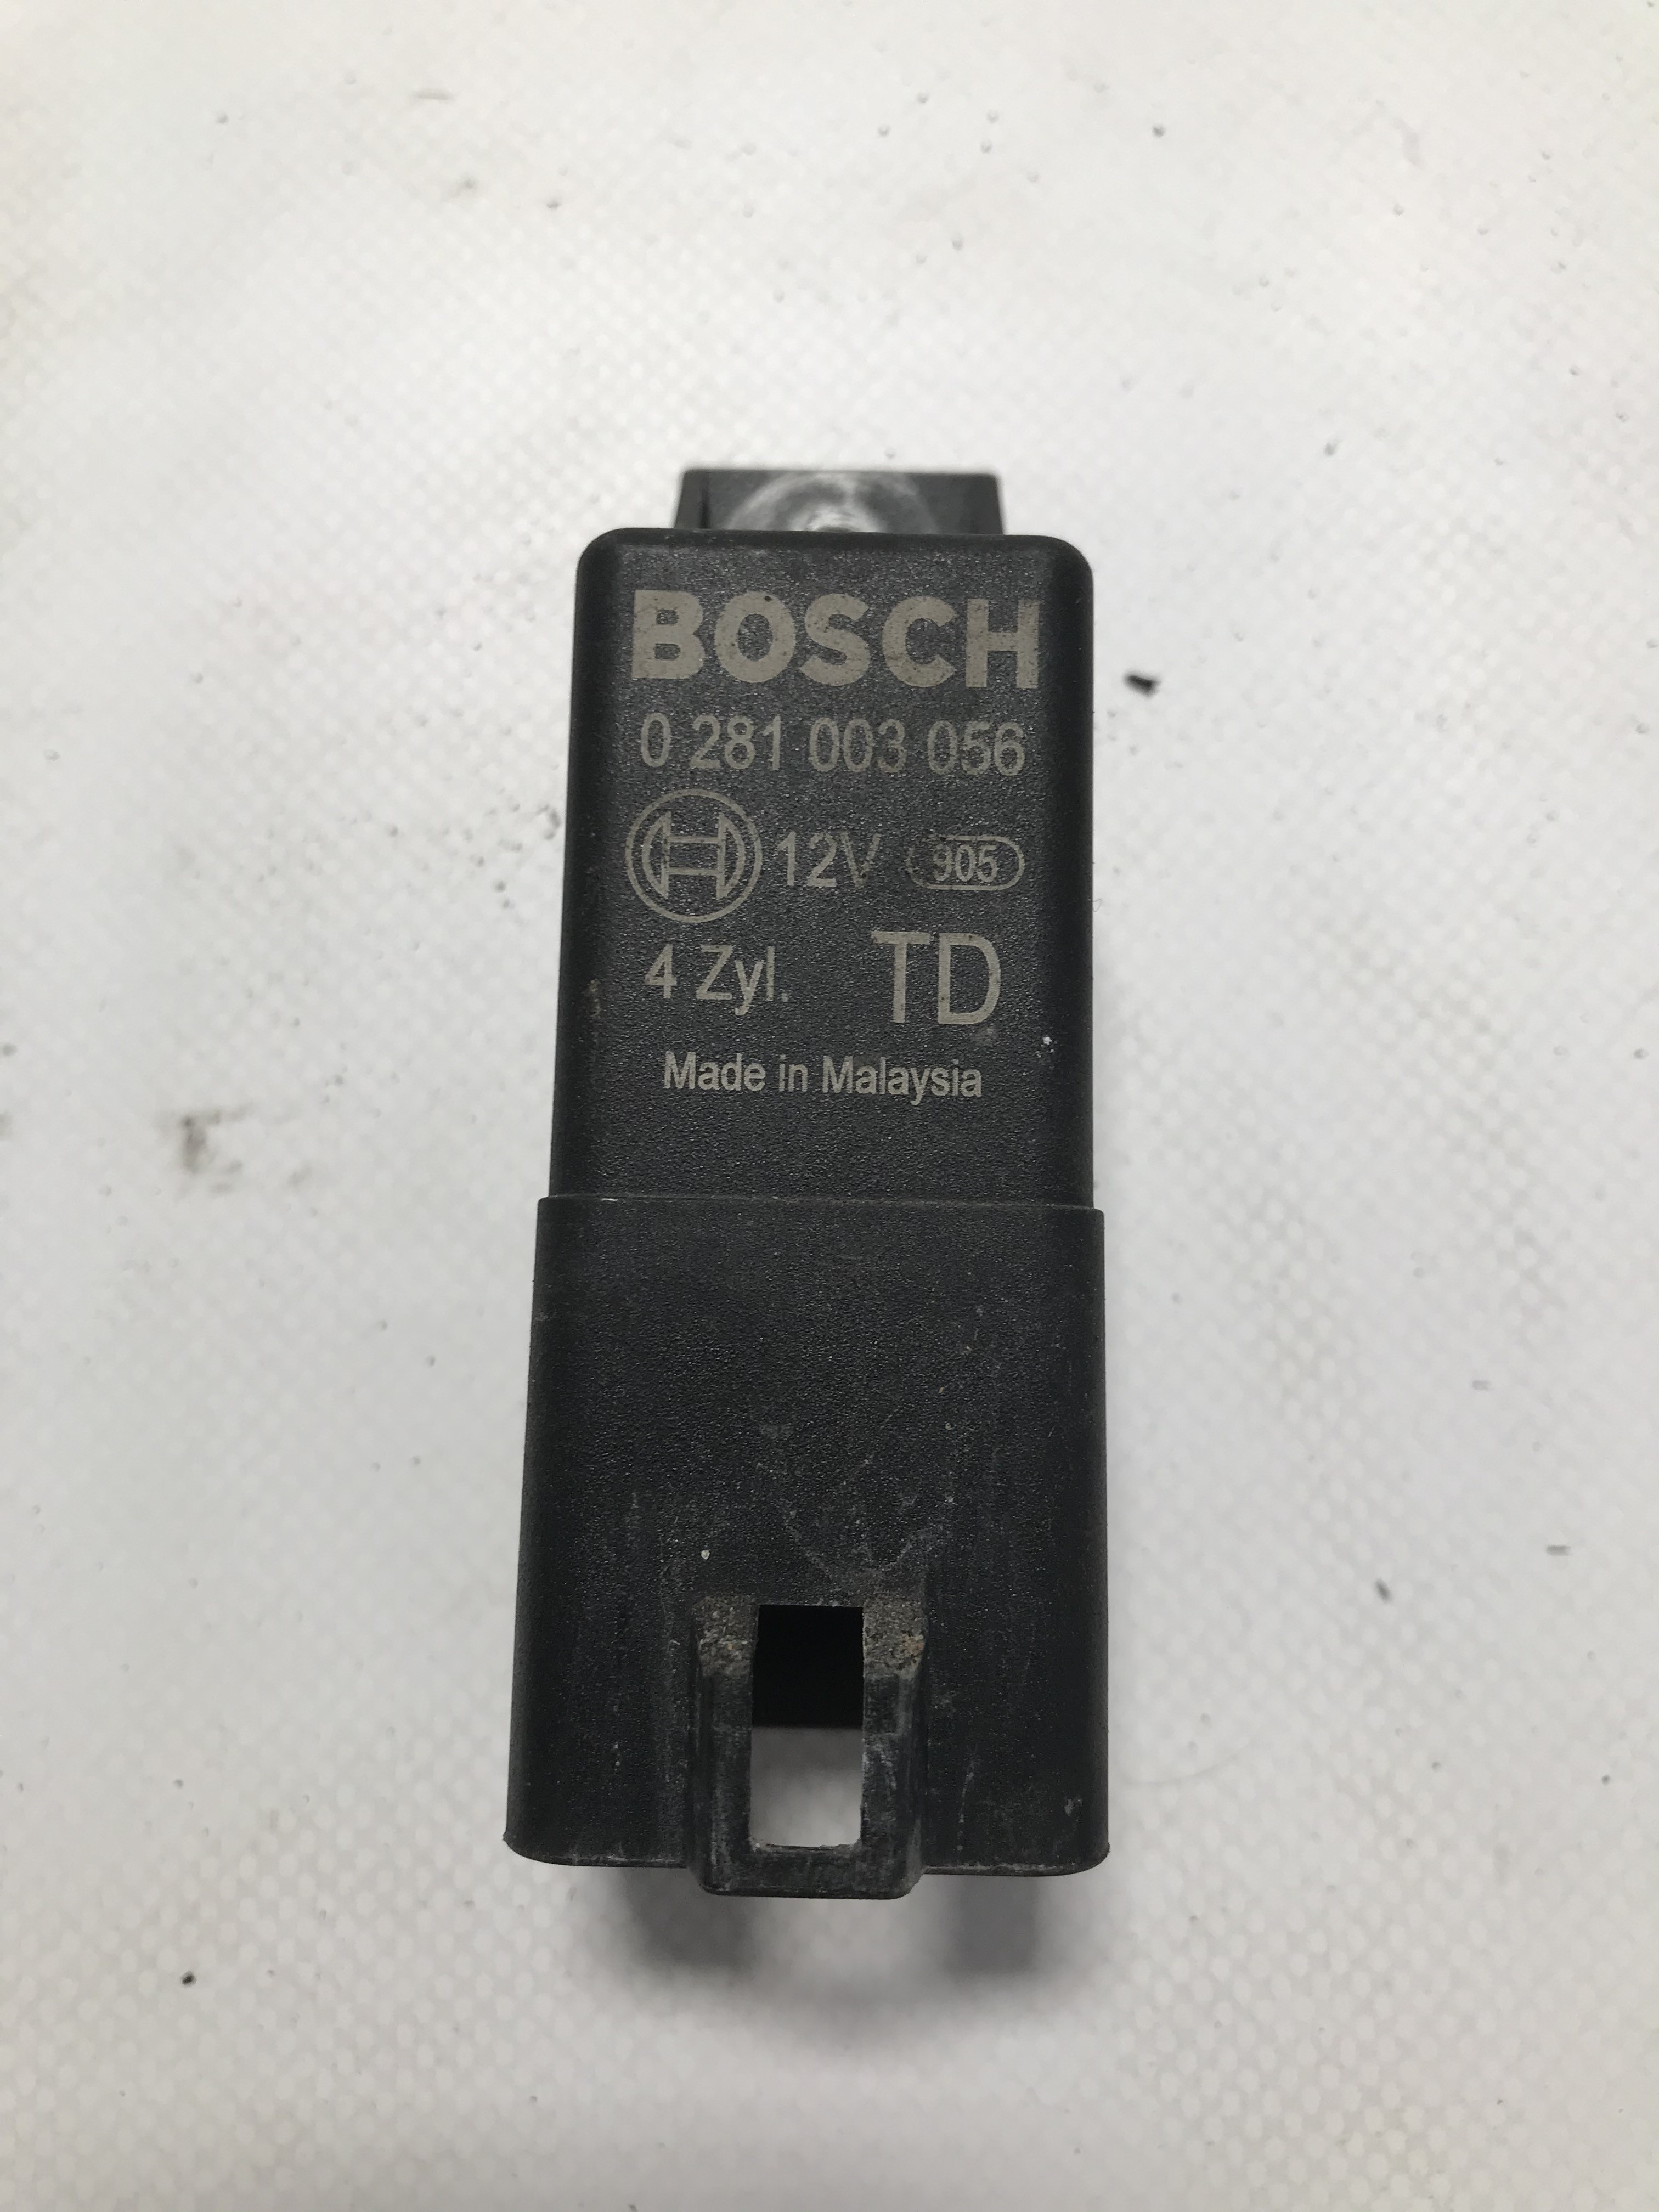 BOSCH
0 281 003 056
12V 905
4 Zyl. TD
Made in Malaysia